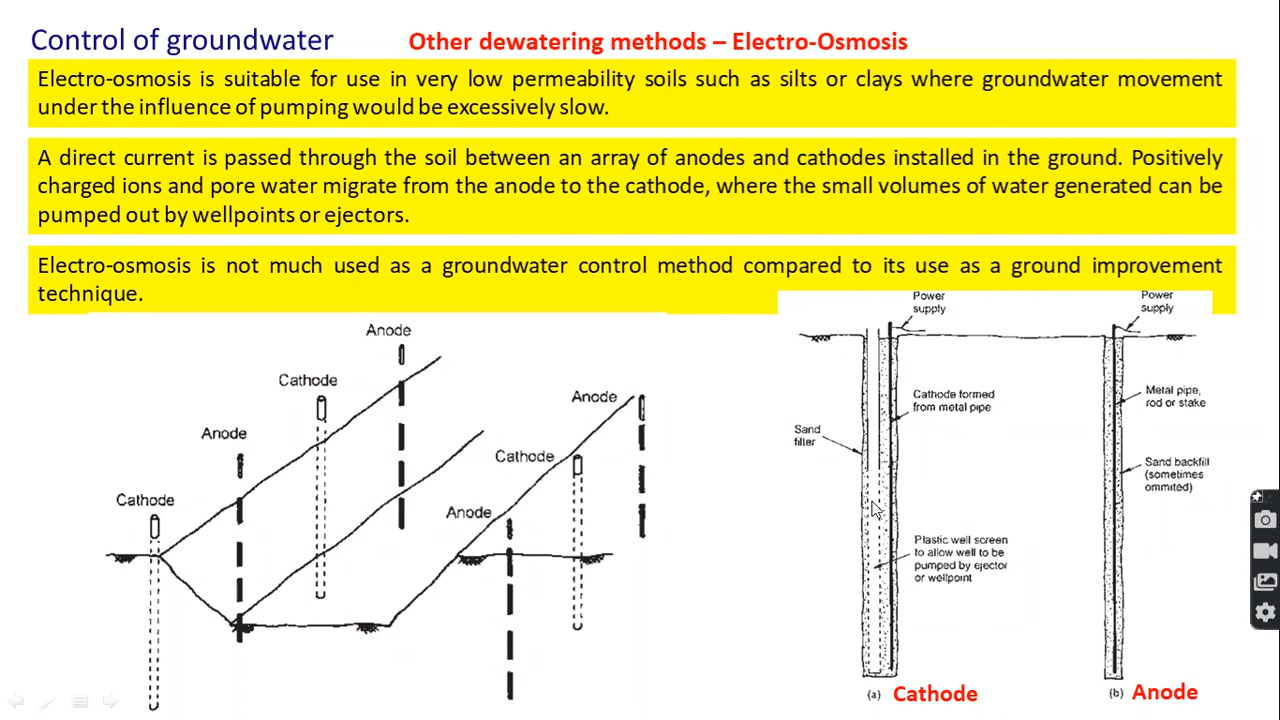 Control of groundwater
Other dewatering methods – Electro-Osmosis
Electro-osmosis is suitable for use in very low permeability soils such as silts or clays where groundwater movement
under the influence of pumping would be excessively slow.
A direct current is passed through the soil between an array of anodes and cathodes installed in the ground. Positively
charged ions and pore water migrate from the anode to the cathode, where the small volumes of water generated can be
pumped out by wellpoints or ejectors.
Electro-osmosis is not much used as a groundwater control method compared to its use as a ground improvement
technique.
Anode
Cathode
Anode
Cathode
Anode
Cathode
Anode
Power
supply
Cathode formed
from metal pipe
Sand
filter
Plastic well screen
to allow well to be
pumped by ejector
or wellpoint
(a) Cathode
Power
supply
Metal pipe,
rod or stake
Sand backfill
(sometimes
ommited)
(b) Anode